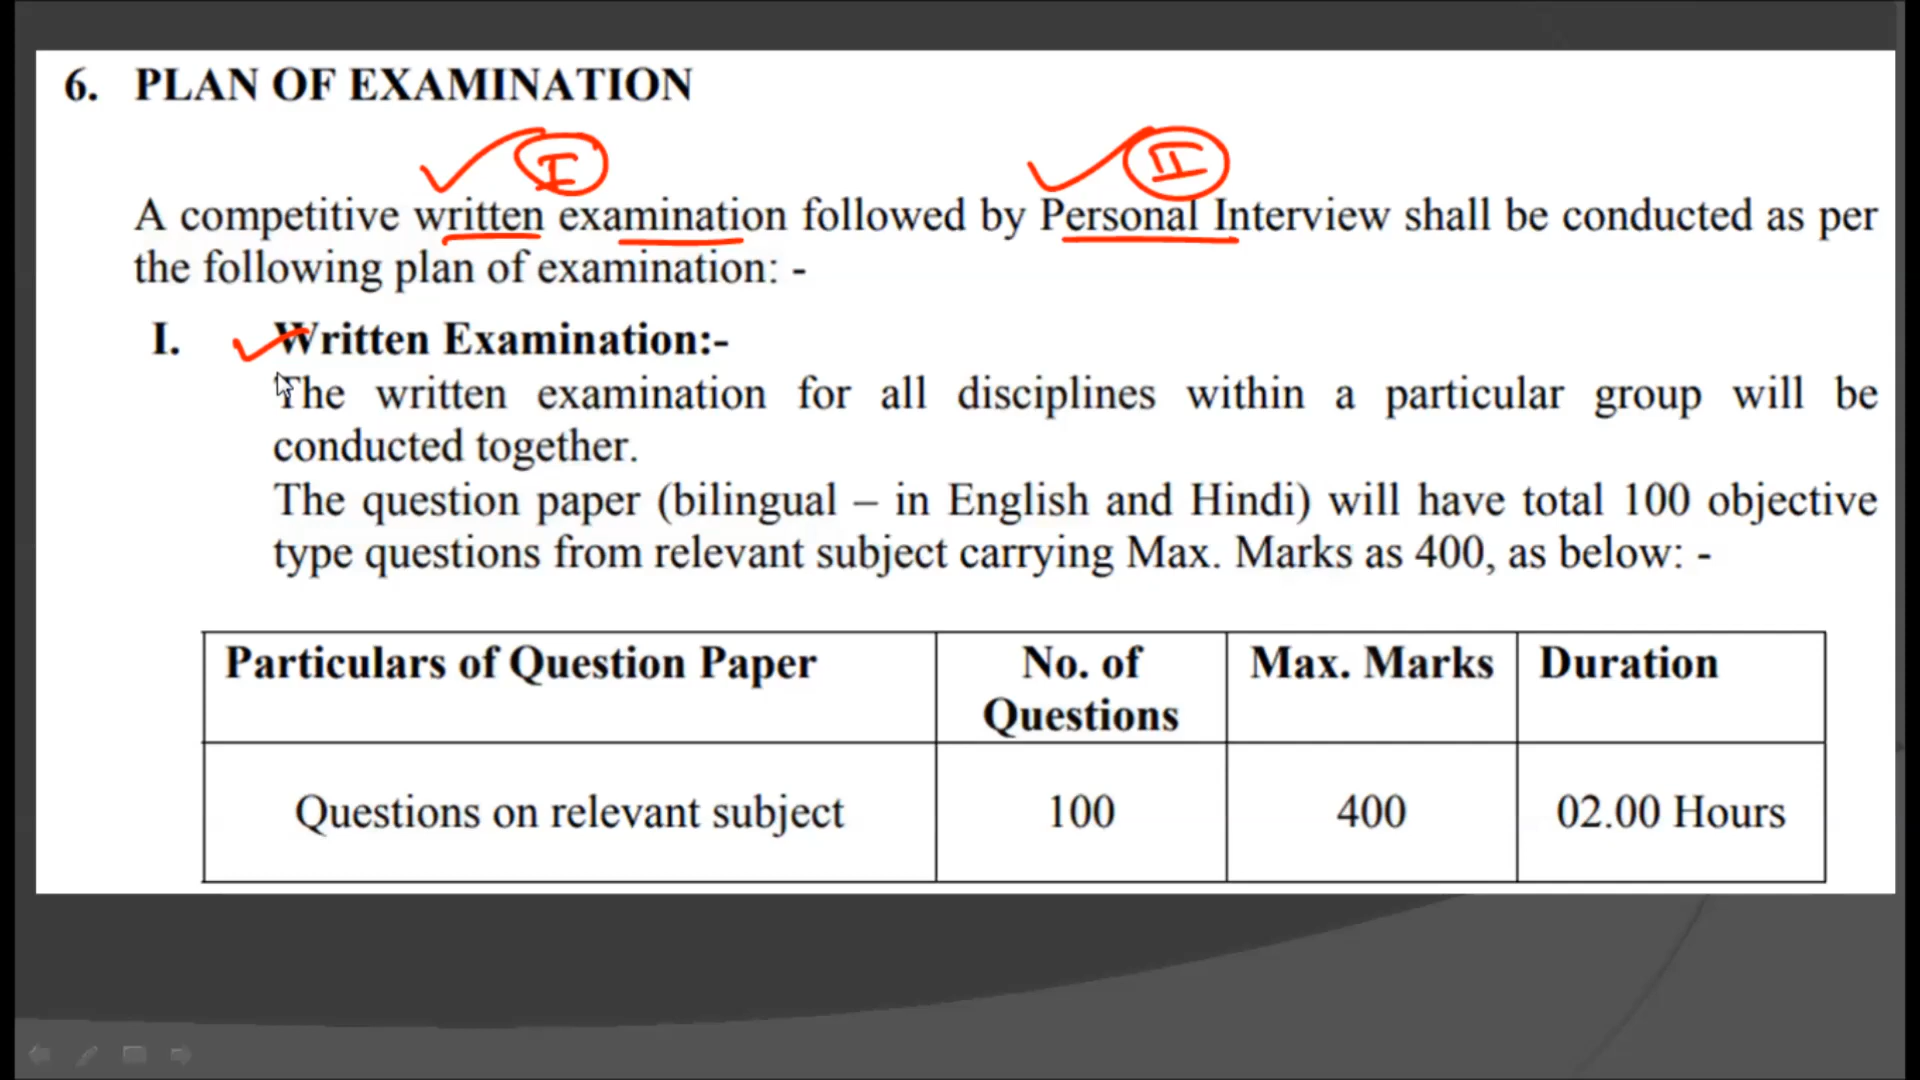 6. PLAN OF EXAMINATION
I II
A competitive written examination followed by Personal Interview shall be conducted as per
the following plan of examination: -
I. Written Examination:-
The written examination for all disciplines within a particular group will be
conducted together.
The question paper (bilingual – in English and Hindi) will have total 100 objective
type questions from relevant subject carrying Max. Marks as 400, as below: -
Particulars of Question Paper No. of Max. Marks Duration
Questions
Questions on relevant subject 100 400 02.00 Hours